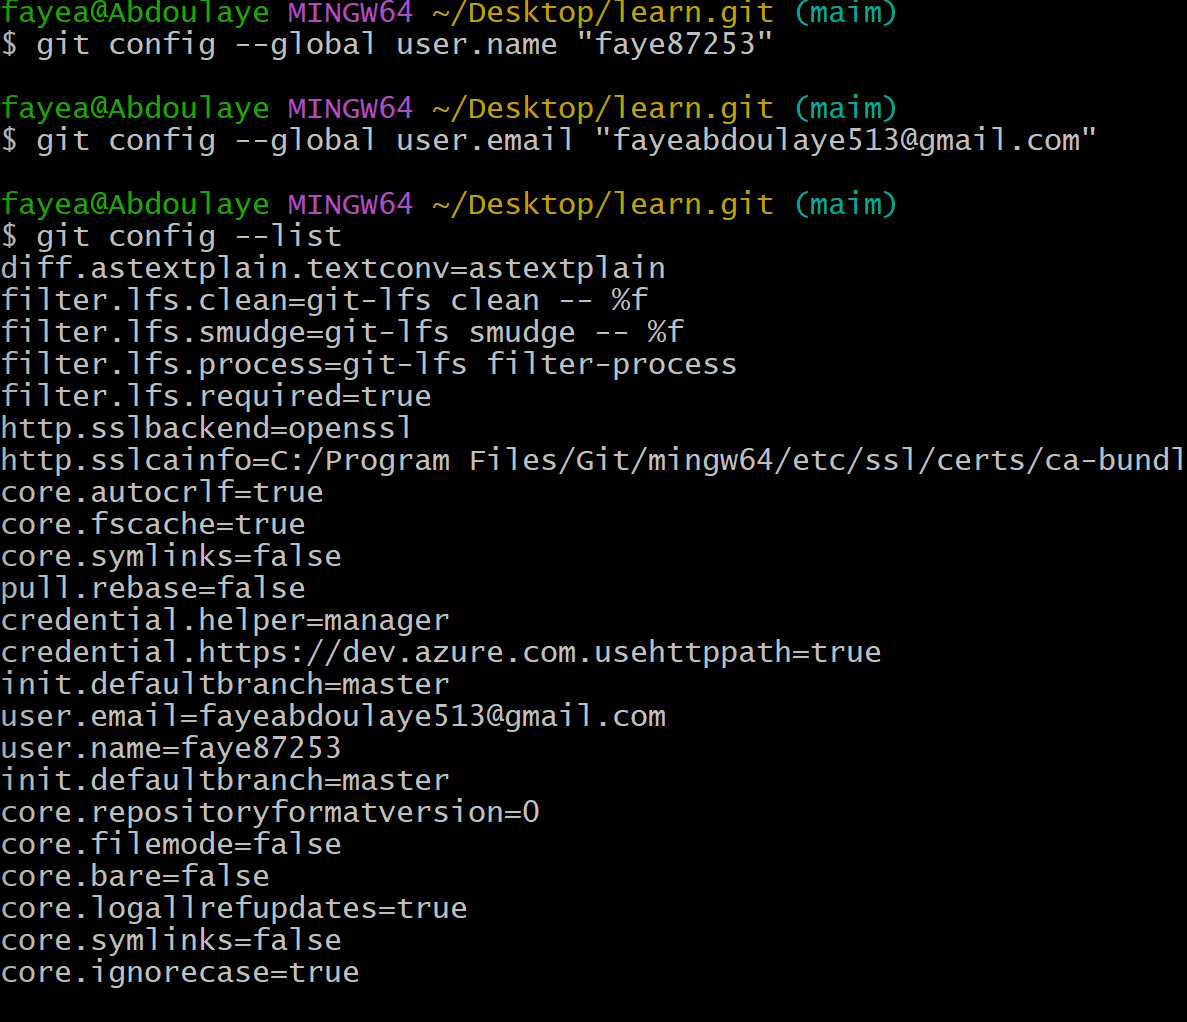 fayea@Abdoulaye MINGW64 ~/Desktop/learn.git (maim)
$ git config --global user.name "faye87253"
fayea@Abdoulaye MINGW64 ~/Desktop/learn.git (maim)
$ git config --global user.email "fayeabdoulaye513@gmail.com"
fayea@Abdoulaye MINGW64 ~/Desktop/learn.git (maim)
$ git config --list
diff.astextplain.textconv=astextplain
filter.lfs.clean=git-lfs clean -- %f
filter.lfs.smudge=git-lfs smudge -- %f
filter.lfs.process=git-lfs filter-process
filter.lfs.required=true
http.sslbackend=openssl
http.sslcainfo=C:/Program Files/Git/mingw64/etc/ssl/certs/ca-bundl
core.autocrlf=true
core.fscache=true
core.symlinks=false
pull.rebase=false
credential.helper=manager
credential.https://dev.azure.com.usehttppath=true
init.defaultbranch=master
user.email=fayeabdoulaye513@gmail.com
user.name=faye87253
init.defaultbranch=master
core.repositoryformatversion=0
core.filemode=false
core.bare=false
core.logallrefupdates=true
core.symlinks=false
core.ignorecase=true